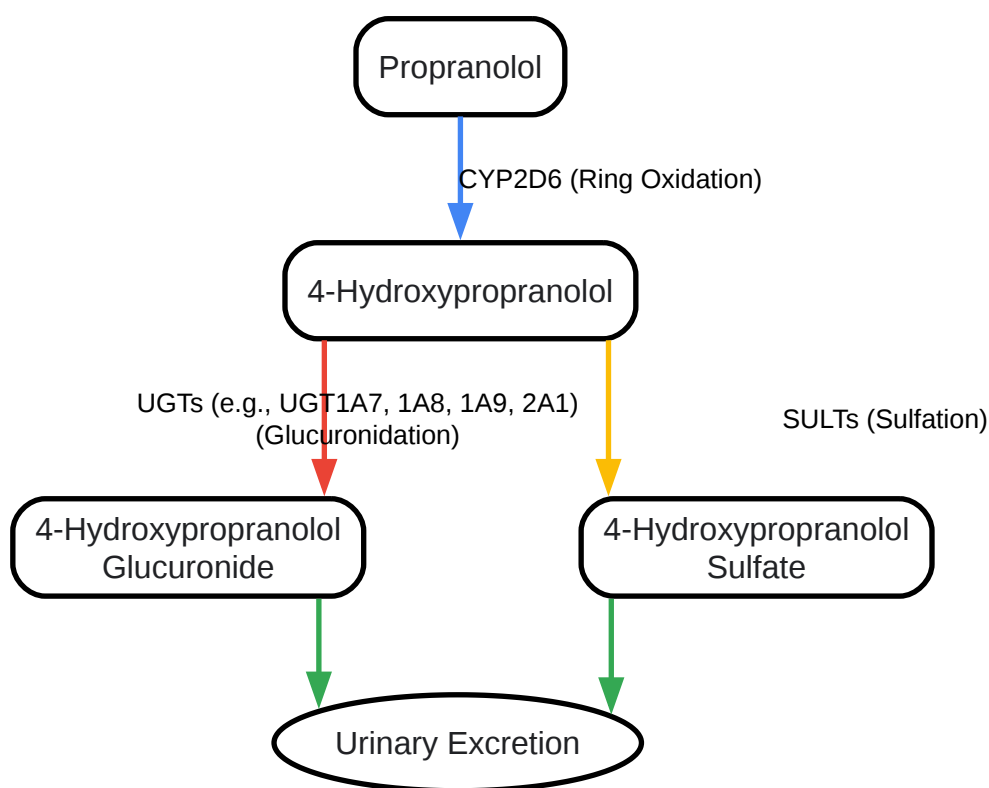 Propranolol
CYP2D6 (Ring Oxidation)
4-Hydroxypropranolol
UGTs (e.g., UGT1A7, 1A8, 1A9, 2A1)
(Glucuronidation)
SULTs (Sulfation)
4-Hydroxypropranolol
Glucuronide
4-Hydroxypropranolol
Sulfate
Urinary Excretion